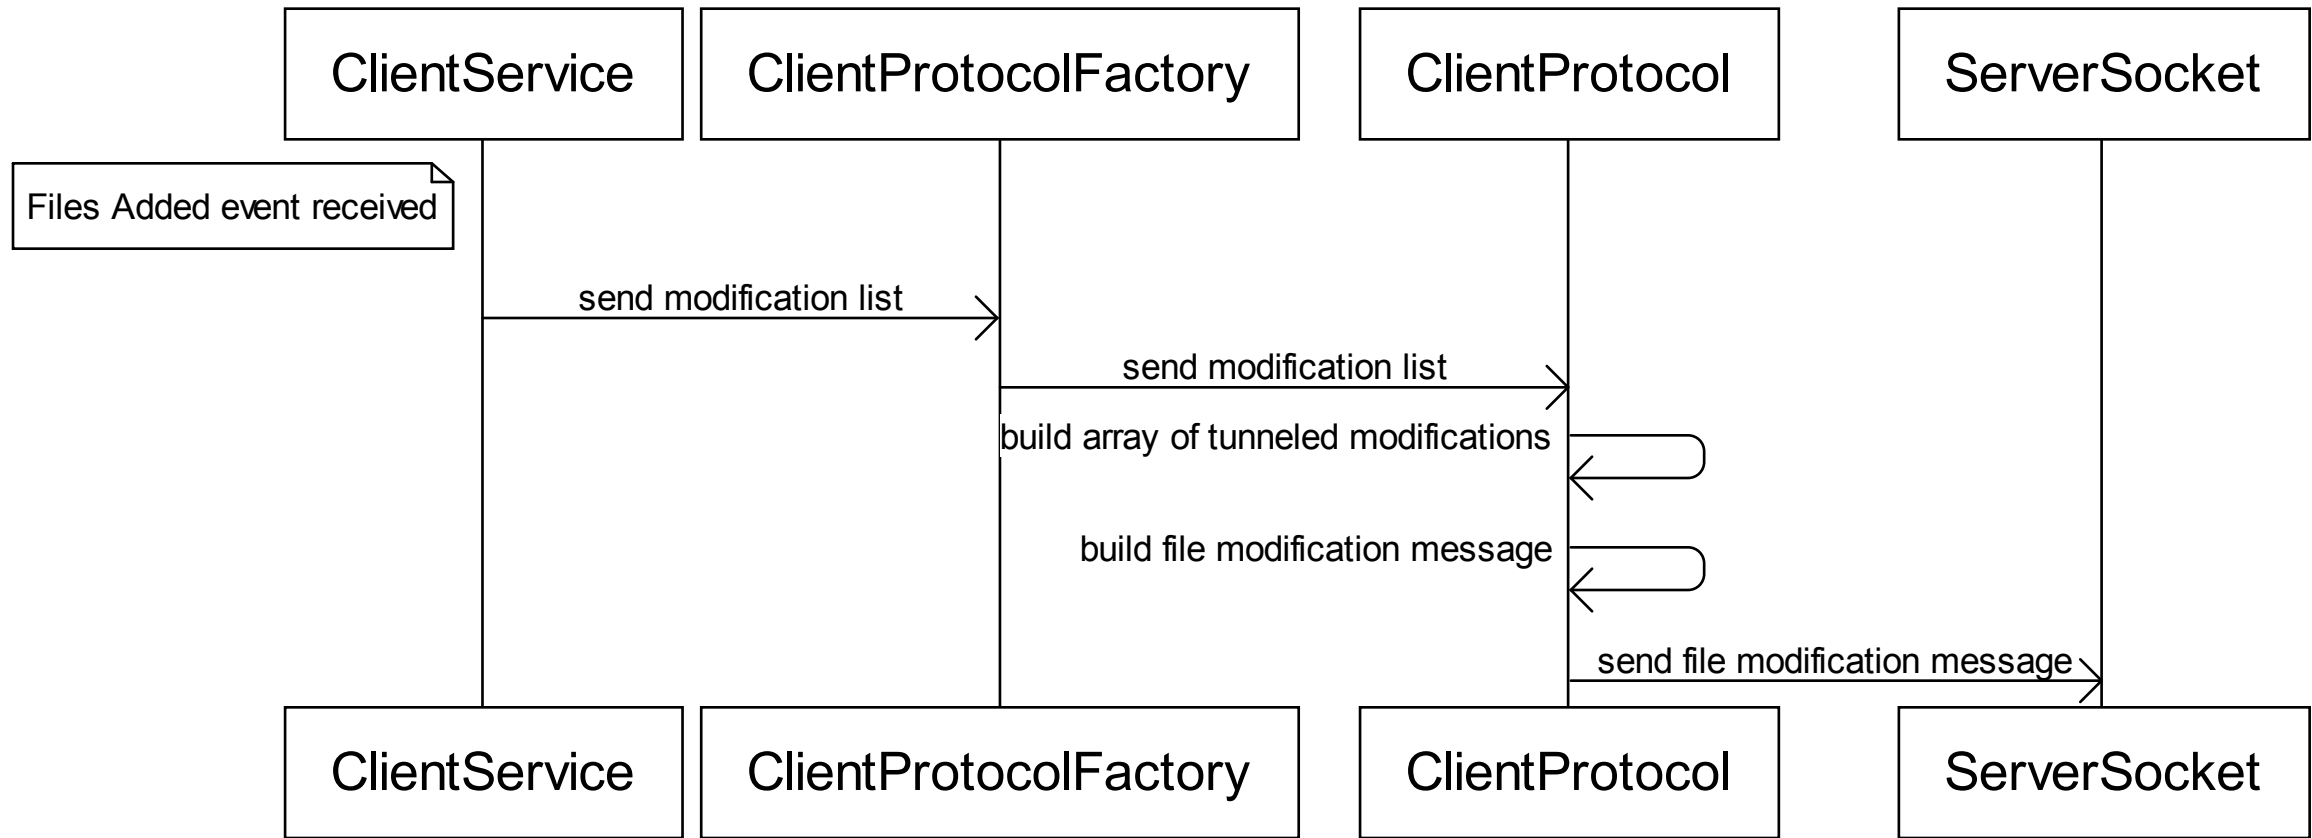 ClientService
ClientProtocolFactory
ClientProtocol
ServerSocket
Files Added event received
send modification list
send modification list
build array of tunneled modifications
build file modification message
send file modification message
ClientService
ClientProtocolFactory
ClientProtocol
ServerSocket